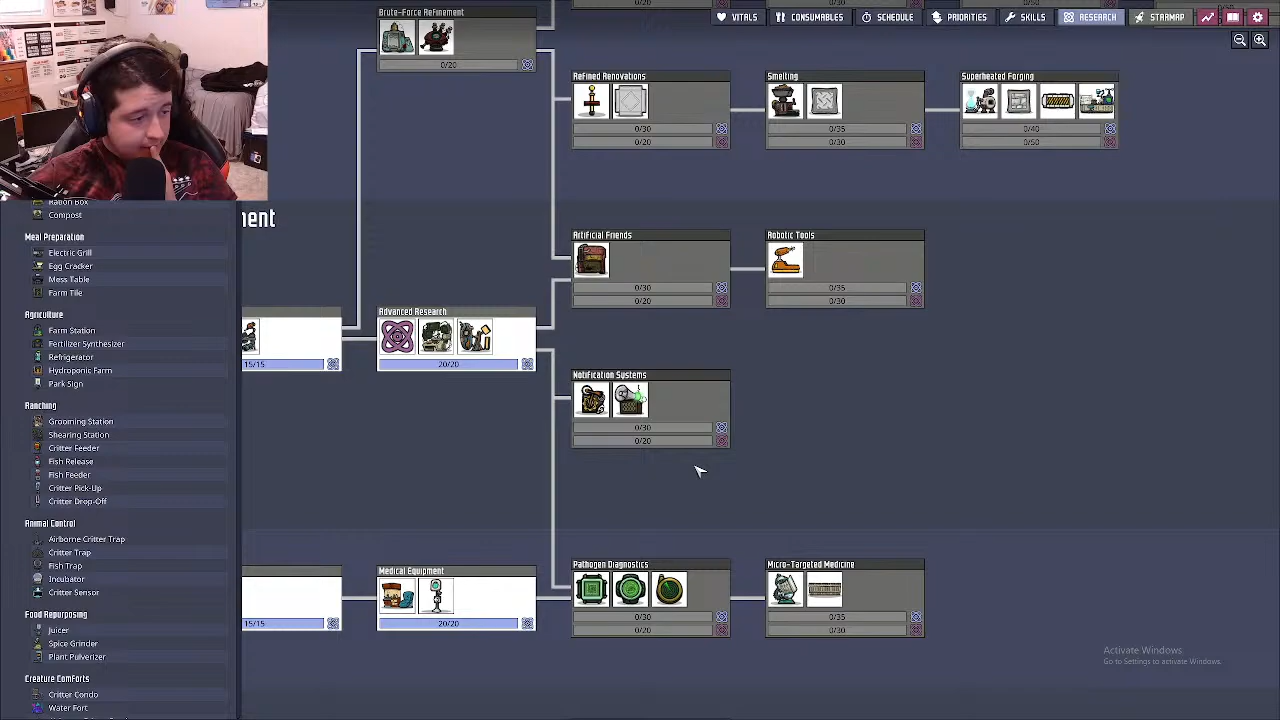 Brute-Force Refinement
0/20
VITALS
CONSUMABLES
SCHEDULE
PRIORITIES
SKILLS
RESEARCH
STARMAP
Refined Renovations
0/30
0/20
Smelting
0/35
0/30
Superheated Forging
0/40
0/50
Ration Box
Compost
ent
Meal Preparation
Electric Grill
Egg Cracker
Mess Table
Farm Tile
Agriculture
Farm Station
Fertilizer Synthesizer
Refrigerator
Hydroponic Farm
Park Sign
Ranching
Grooming Station
Shearing Station
Critter Feeder
Fish Release
Fish Feeder
Critter Pick-Up
Critter Drop-Off
Animal Control
Airborne Critter Trap
Critter Trap
Fish Trap
Incubator
Critter Sensor
Food Repurposing
Juicer
Spice Grinder
Plant Pulverizer
Creature Comforts
Critter Condo
Water Fort
Artificial Friends
0/30
0/20
Robotic Tools
0/35
0/30
15/15
Advanced Research
20/20
Notification Systems
0/30
0/20
15/15
Medical Equipment
20/20
Pathogen Diagnostics
0/30
0/20
Micro-Targeted Medicine
0/35
0/30
Activate Windows
Go to Settings to activate Windows.